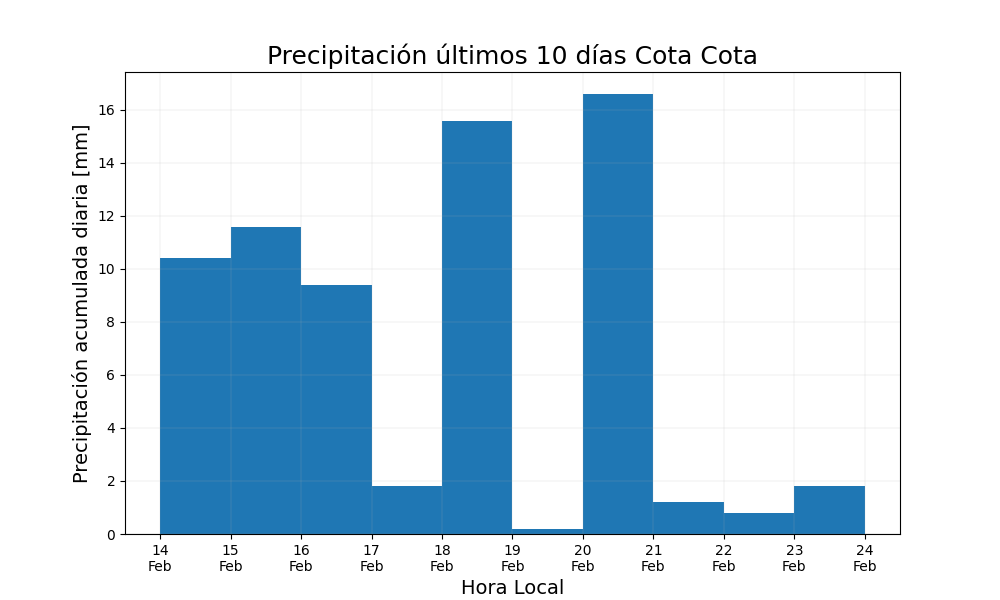 Precipitación últimos 10 días Cota Cota
Precipitación acumulada diaria [mm]
16
14
12
10
8
6
4
2
0
14 15 16 17 18 19 20 21 22 23 24
Feb Feb Feb Feb Feb Feb Feb Feb Feb Feb Feb
Hora Local